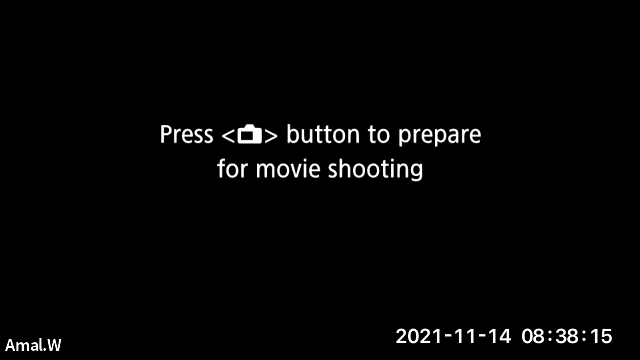 Press <📷> button to prepare
for movie shooting
2021-11-14 08:38:15
Amal.W